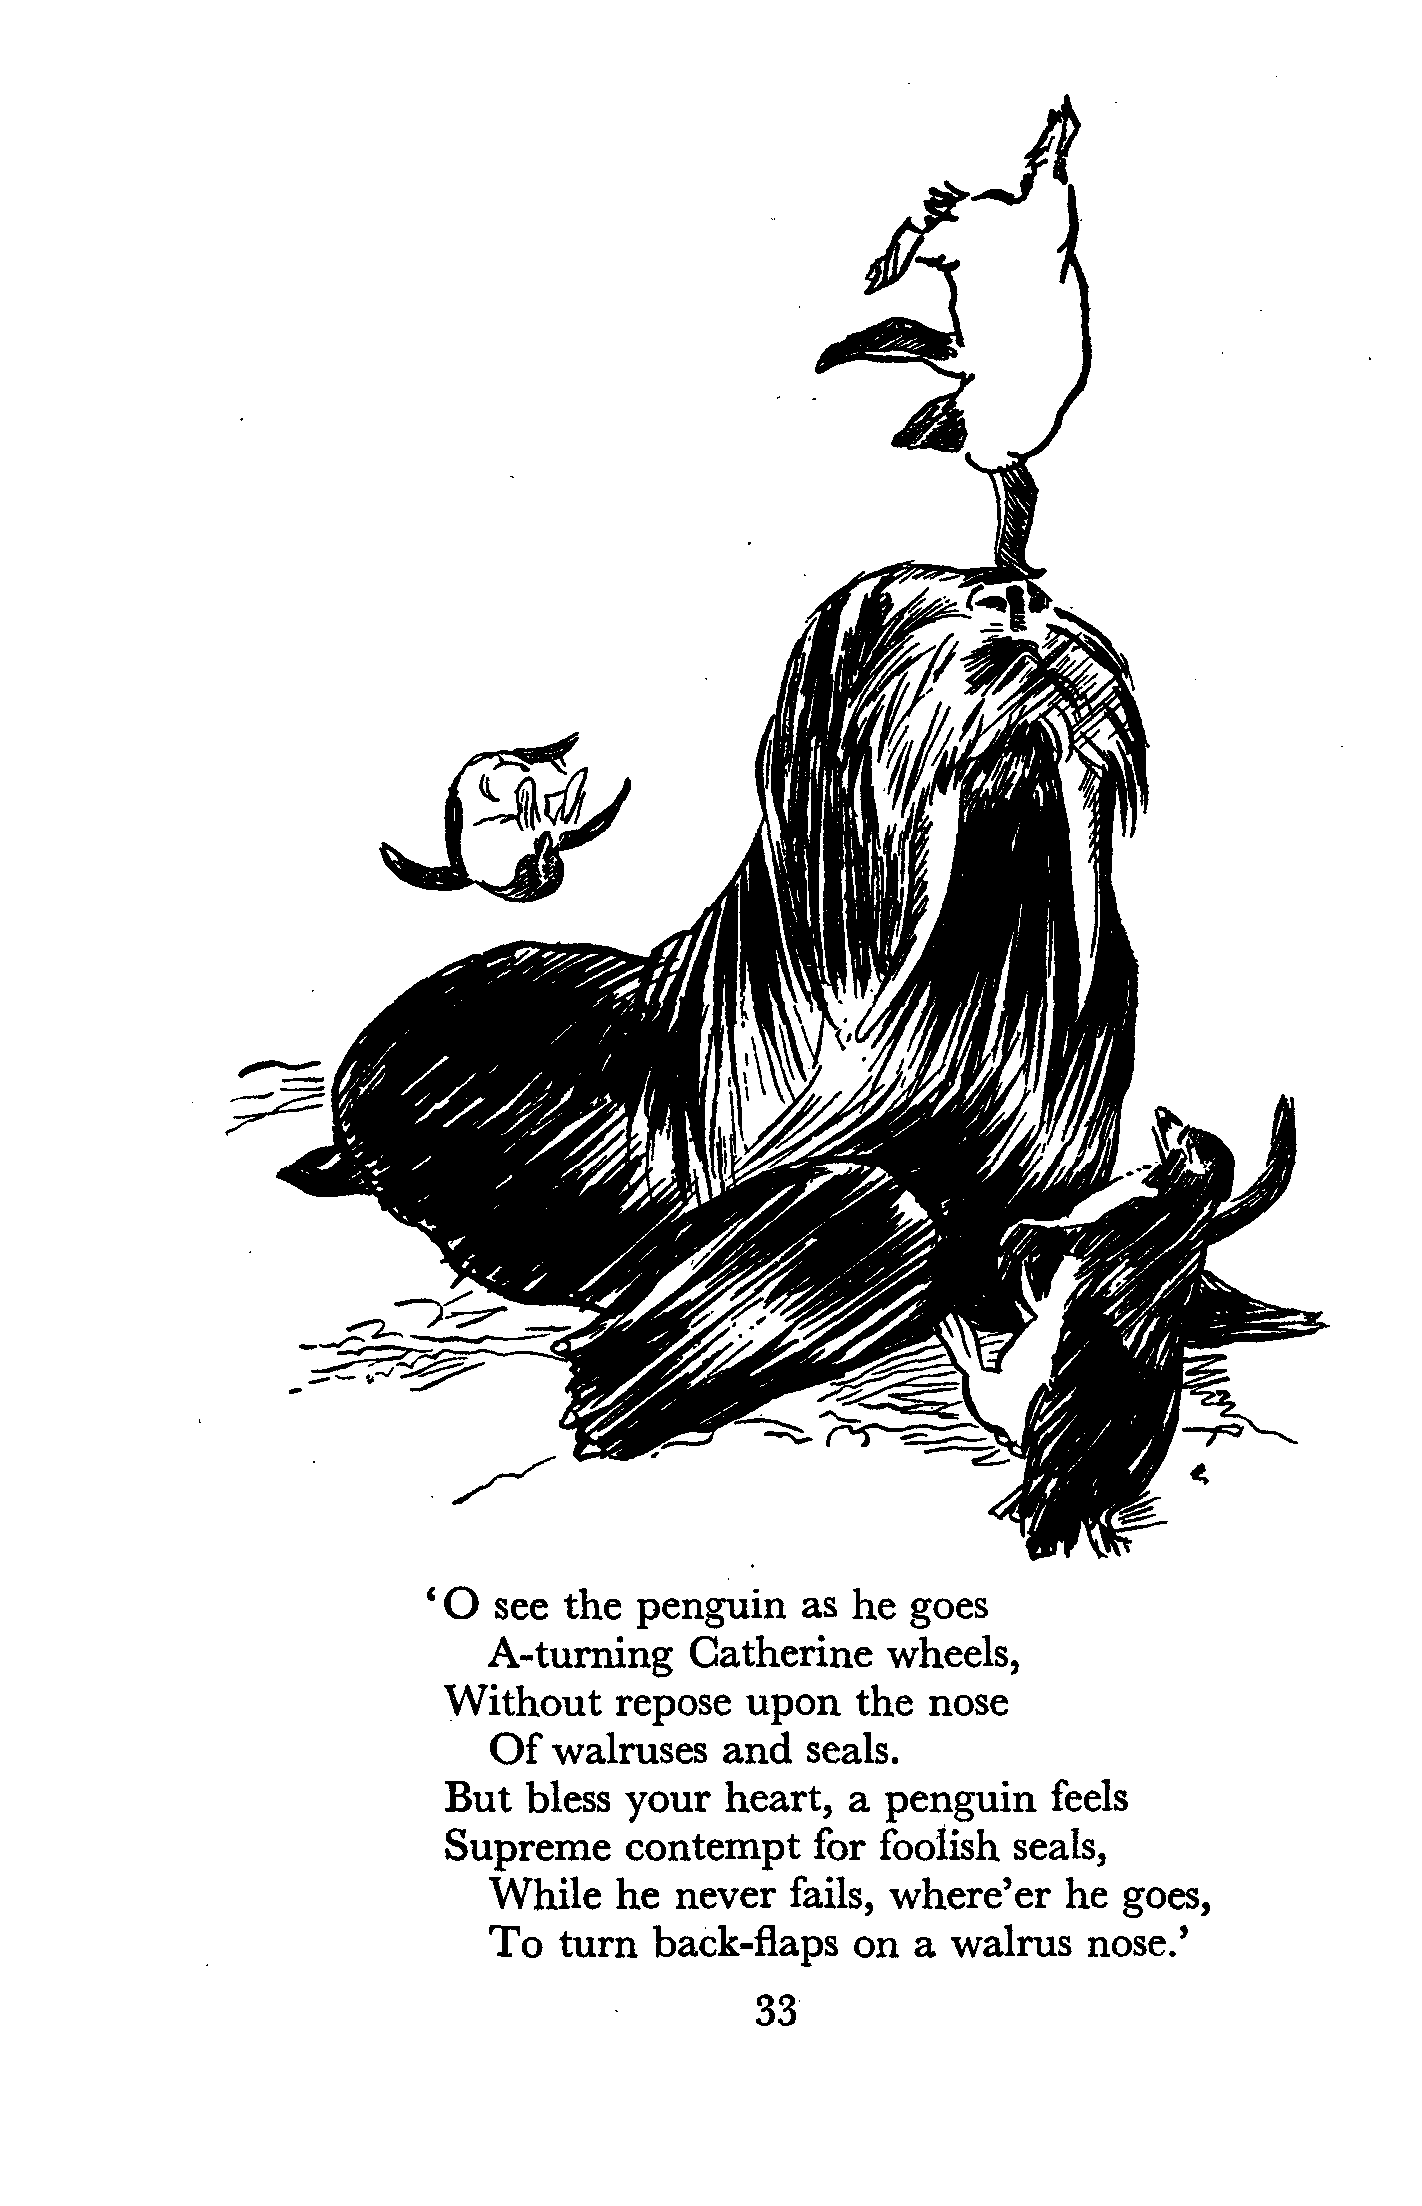 ‘O see the penguin as he goes
A-turning Catherine wheels,
Without repose upon the nose
Of walruses and seals.
But bless your heart, a penguin feels
Supreme contempt for foolish seals,
While he never fails, where’er he goes,
To turn back-flaps on a walrus nose.’
33